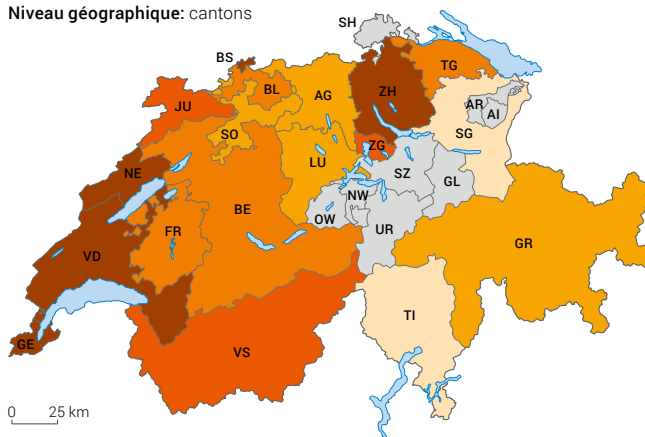 Niveau géographique: cantons
SH
BS
TG
BL
ZH
JU
AG
AR
AI
SO
SG
ZG
LU
NE
SZ
GL
NW
BE
OW
FR
UR
GR
VD
TI
GE
VS
0 25 km